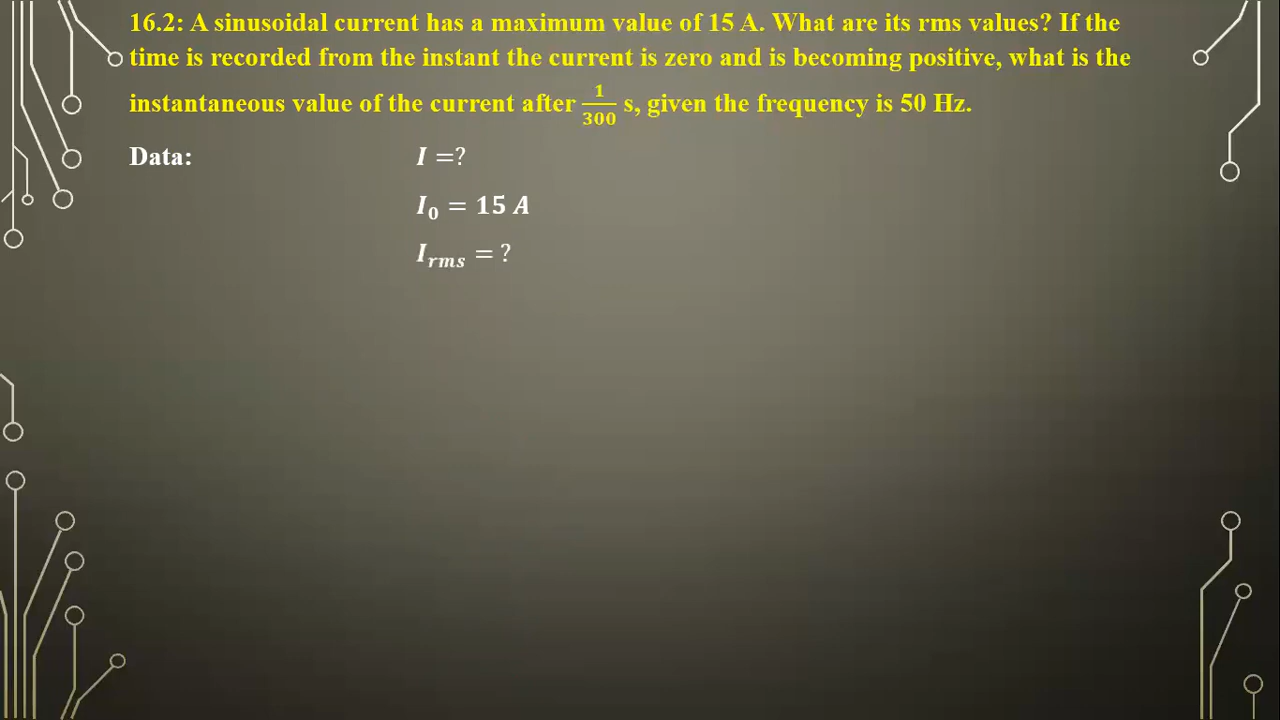 16.2: A sinusoidal current has a maximum value of 15 A. What are its rms values? If the
time is recorded from the instant the current is zero and is becoming positive, what is the
instantaneous value of the current after 1/300 s, given the frequency is 50 Hz.
Data: I =?
I₀ = 15 A
Iᵣₘₛ = ?